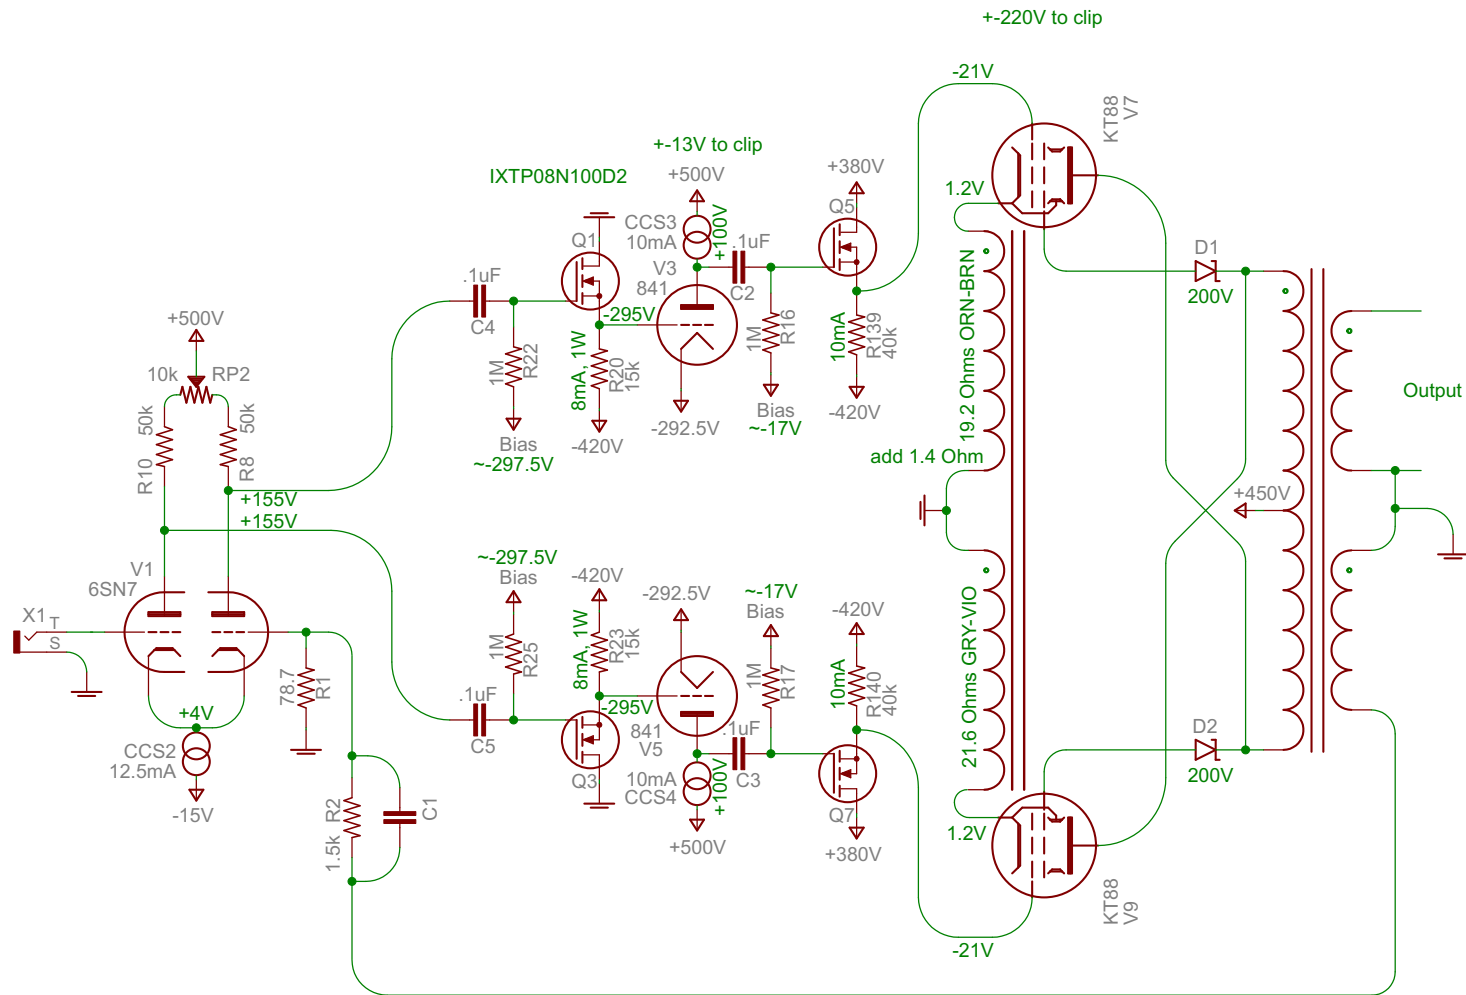 +-220V to clip
-21V
KT88
V7
+-13V to clip
+500V
+380V
IXTP08N100D2
CCS3
10mA
+100V
Q5
1.2V
Q1
.1uF
V3
841
C2
D1
200V
.1uF
C4
-295V
R16
1M
10mA
R139
40k
19.2 Ohms ORN-BRN
+500V
10k
RP2
1M
R22
8mA, 1W
R20
15k
50k
50k
R10
R8
Bias
~-17V
-420V
Output
-292.5V
Bias
~-297.5V
-420V
add 1.4 Ohm
+155V
+155V
+450V
V1
6SN7
~-297.5V
Bias
-420V
-292.5V
~-17V
Bias
-420V
X1
T
S
1M
R25
8mA, 1W
R23
15k
1M
R17
10mA
R140
40k
21.6 Ohms GRY-VIO
78.7
R1
+4V
.1uF
C5
-295V
841
V5
.1uF
C3
D2
200V
CCS2
12.5mA
-15V
Q3
10mA
CCS4
+100V
Q7
1.2V
+500V
+380V
R2
1.5k
C1
KT88
V9
-21V